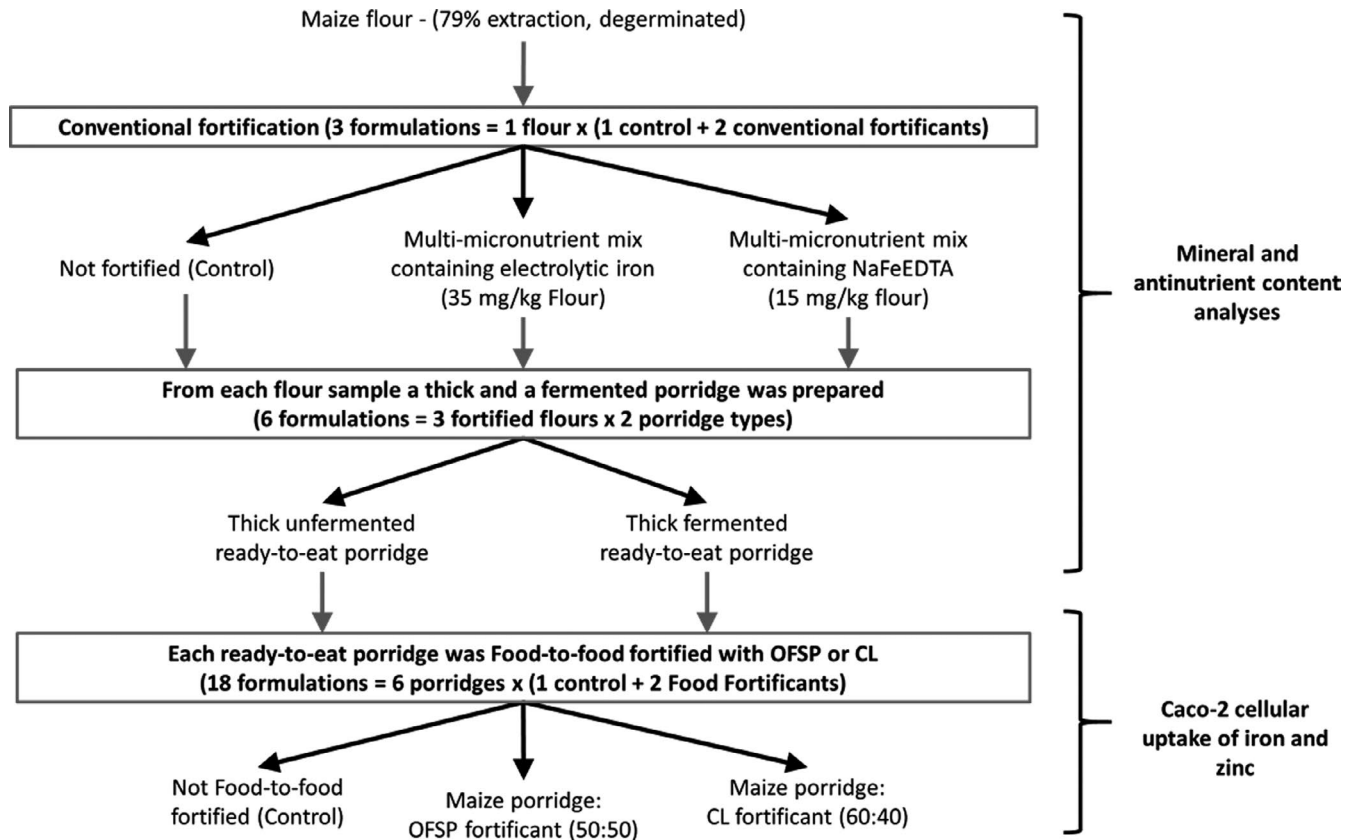 Maize flour - (79% extraction, degerminated)
Conventional fortification (3 formulations = 1 flour x (1 control + 2 conventional fortificants)
Not fortified (Control)
Multi-micronutrient mix
containing electrolytic iron
(35 mg/kg Flour)
Multi-micronutrient mix
containing NaFeEDTA
(15 mg/kg flour)
Mineral and
antinutrient content
analyses
From each flour sample a thick and a fermented porridge was prepared
(6 formulations = 3 fortified flours x 2 porridge types)
Thick unfermented
ready-to-eat porridge
Thick fermented
ready-to-eat porridge
Each ready-to-eat porridge was Food-to-food fortified with OFSP or CL
(18 formulations = 6 porridges x (1 control + 2 Food Fortificants)
Not Food-to-food
fortified (Control)
Maize porridge:
OFSP fortificant (50:50)
Maize porridge:
CL fortificant (60:40)
Caco-2 cellular
uptake of iron and
zinc